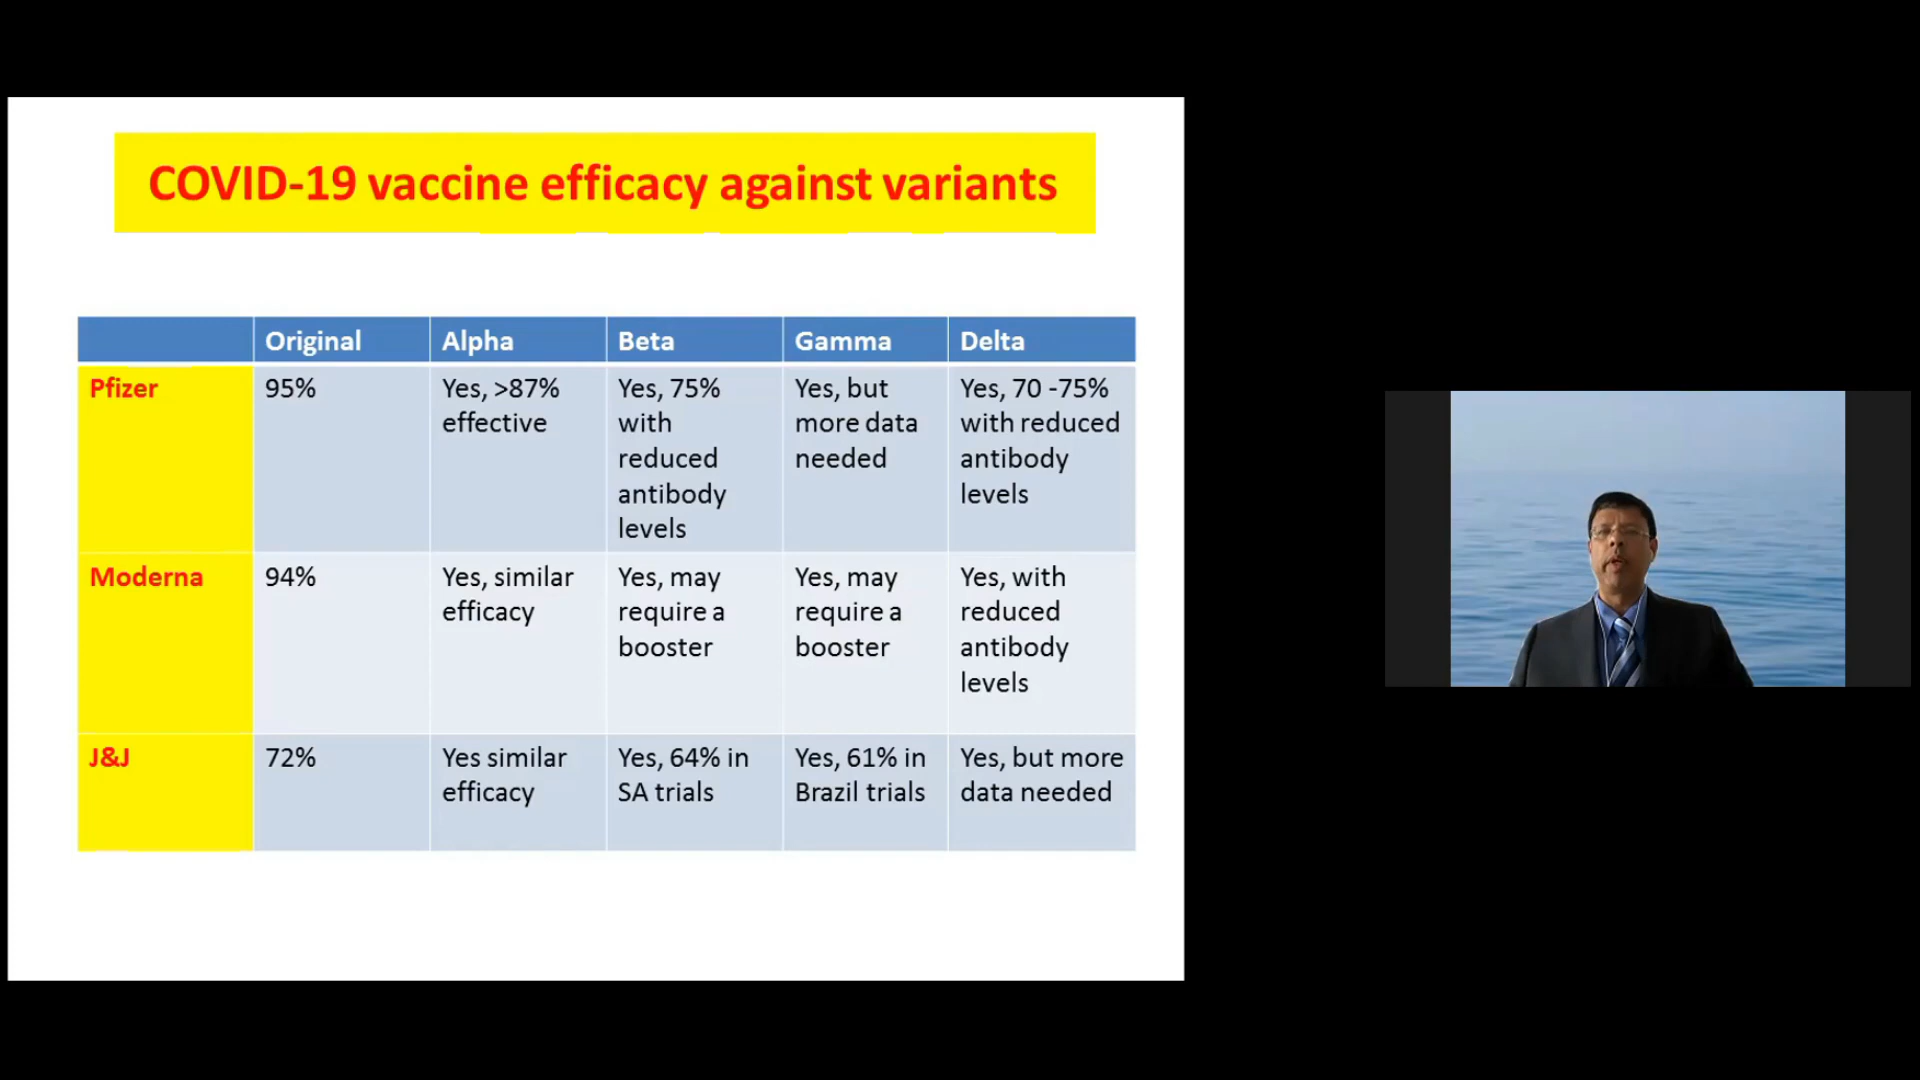 COVID-19 vaccine efficacy against variants
Original
Alpha
Beta
Gamma
Delta
Pfizer
95%
Yes, >87%
effective
Yes, 75%
with
reduced
antibody
levels
Yes, but
more data
needed
Yes, 70 -75%
with reduced
antibody
levels
Moderna
94%
Yes, similar
efficacy
Yes, may
require a
booster
Yes, may
require a
booster
Yes, with
reduced
antibody
levels
J&J
72%
Yes similar
efficacy
Yes, 64% in
SA trials
Yes, 61% in
Brazil trials
Yes, but more
data needed